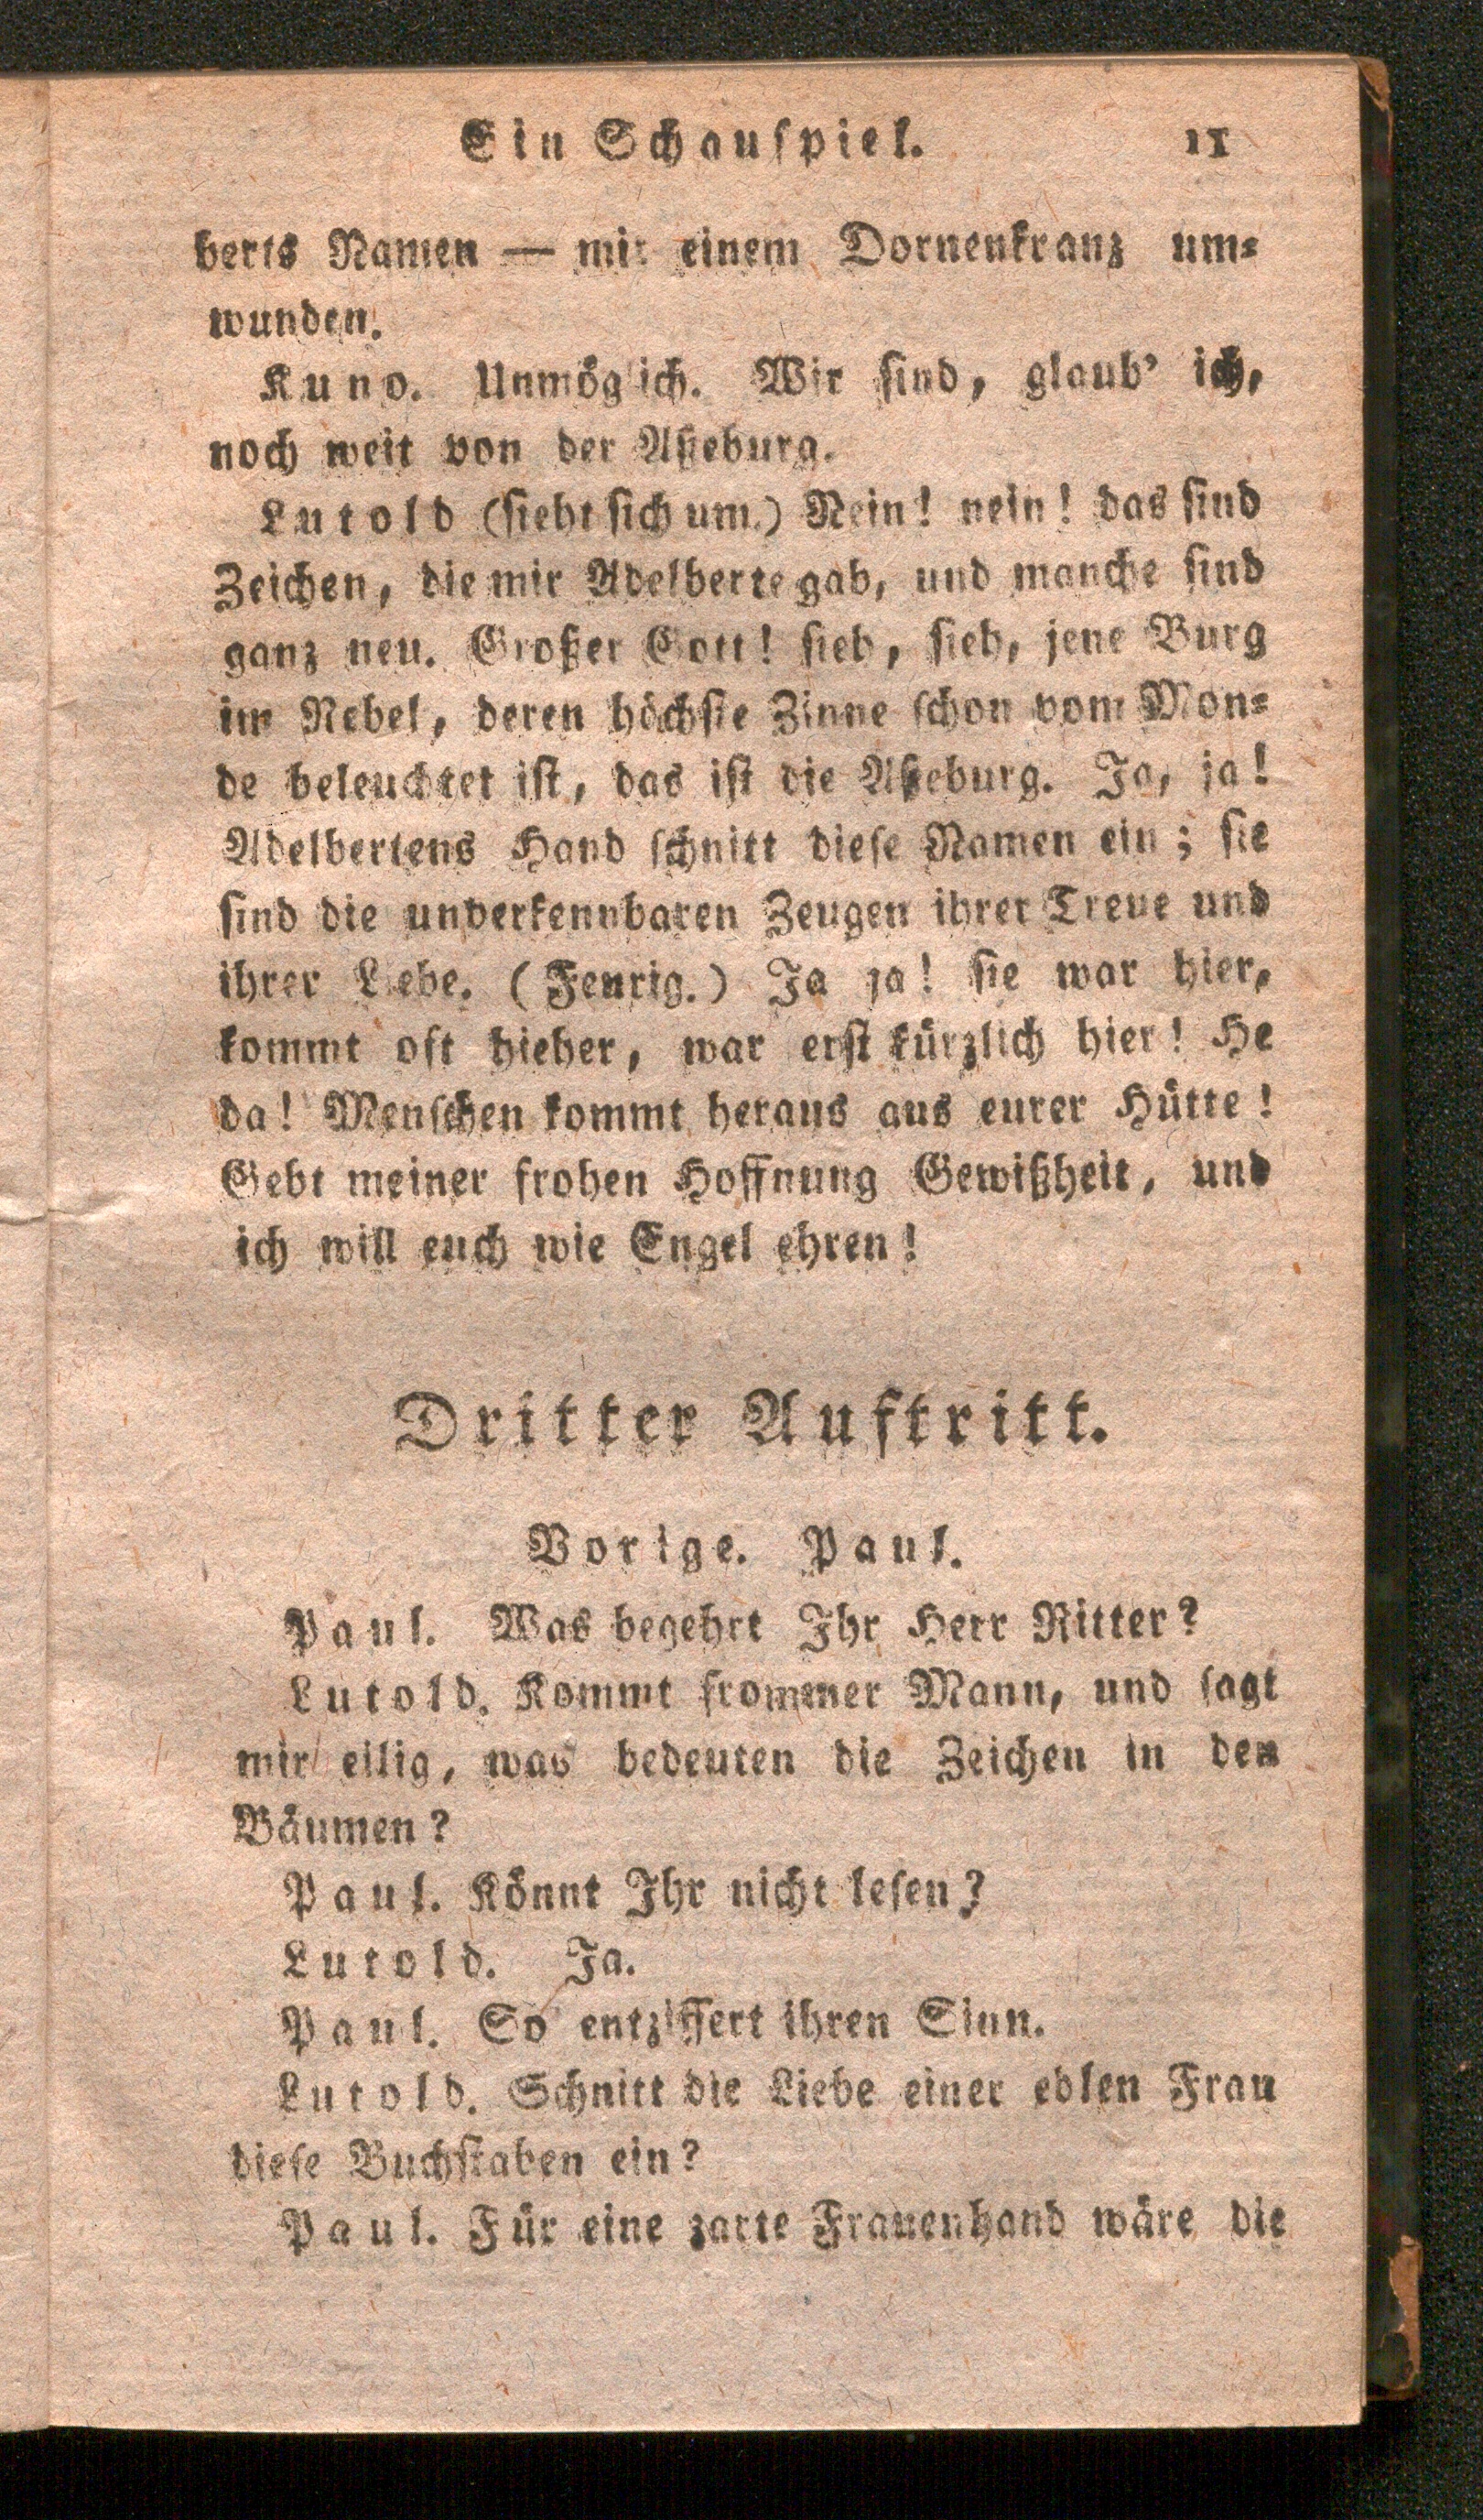 Ein Schauſpiel. 11
berts Namen — mit einem Dornenkranz um⸗
wunden.
Kuno. Unmöglich. Wir ſind, glaub' ich,
noch weit von der Aßeburg.
Lutold (ſieht ſich um.) Nein! nein! das ſind
Zeichen, die mir Adelberte gab, und manche ſind
ganz neu. Großer Gott! ſieh, ſieh, jene Burg
im Nebel, deren höchſte Zinne ſchon vom Mon⸗
de beleuchtet iſt, das iſt die Aßeburg. Ja, ja!
Adelbertens Hand ſchnitt dieſe Namen ein; ſie
ſind die unverkennbaren Zeugen ihrer Treue und
ihrer Liebe. (Feurig.) Ja ja! ſie war hier,
kommt oft hieher, war erſt kürzlich hier! He
da! Menſchen kommt heraus aus eurer Hütte!
Gebt meiner frohen Hoffnung Gewißheit, und
ich will euch wie Engel ehren!
Dritter Auftritt.
Vorige. Paul.
Paul. Was begehrt Ihr Herr Ritter?
Lutold. Kommt frommer Mann, und ſagt
mir eilig, was bedeuten die Zeichen in den
Bäumen?
Paul. Könnt Ihr nicht leſen?
Lutold. Ja.
Paul. So entziffert ihren Sinn.
Lutold. Schnitt die Liebe einer edlen Frau
dieſe Buchſtaben ein?
Paul. Für eine zarte Frauenhand wäre die